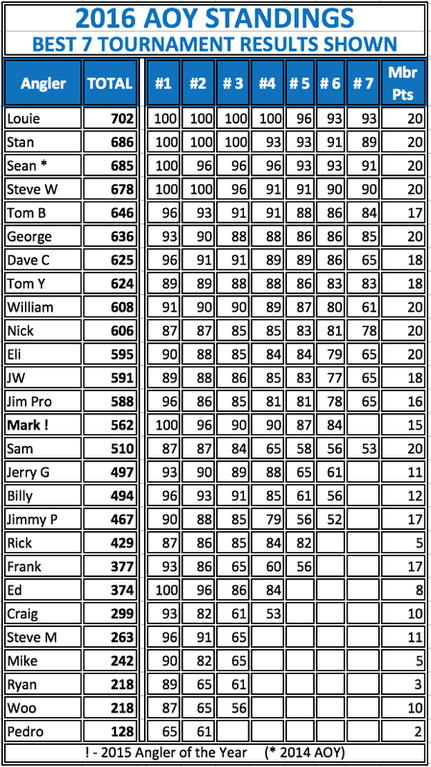 2016 AOY STANDINGS
BEST 7 TOURNAMENT RESULTS SHOWN
Angler TOTAL #1 #2 # 3 #4 # 5 # 6 # 7 Mbr Pts
Louie 702 100 100 100 100 96 93 93 20
Stan 686 100 100 100 93 93 91 89 20
Sean * 685 100 96 96 96 93 93 91 20
Steve W 678 100 100 96 91 91 90 90 20
Tom B 646 96 93 91 91 88 86 84 17
George 636 93 90 88 88 86 86 85 20
Dave C 625 96 91 91 89 89 86 65 18
Tom Y 624 89 89 88 88 86 83 83 18
William 608 91 90 90 89 87 80 61 20
Nick 606 87 87 85 85 83 81 78 20
Eli 595 90 88 85 84 84 79 65 20
JW 591 89 88 86 85 83 77 65 18
Jim Pro 588 96 86 85 81 81 78 65 16
Mark ! 562 100 96 90 90 87 84 15
Sam 510 87 87 84 65 58 56 53 20
Jerry G 497 93 90 89 88 65 61 11
Billy 494 96 93 91 85 61 56 12
Jimmy P 467 90 88 85 79 56 52 17
Rick 429 87 86 85 84 82 5
Frank 377 93 86 65 60 56 17
Ed 374 100 96 86 84 8
Craig 299 93 82 61 53 10
Steve M 263 96 91 65 11
Mike 242 90 82 65 5
Ryan 218 89 65 61 3
Woo 218 87 65 56 10
Pedro 128 65 61 2
! - 2015 Angler of the Year (* 2014 AOY)